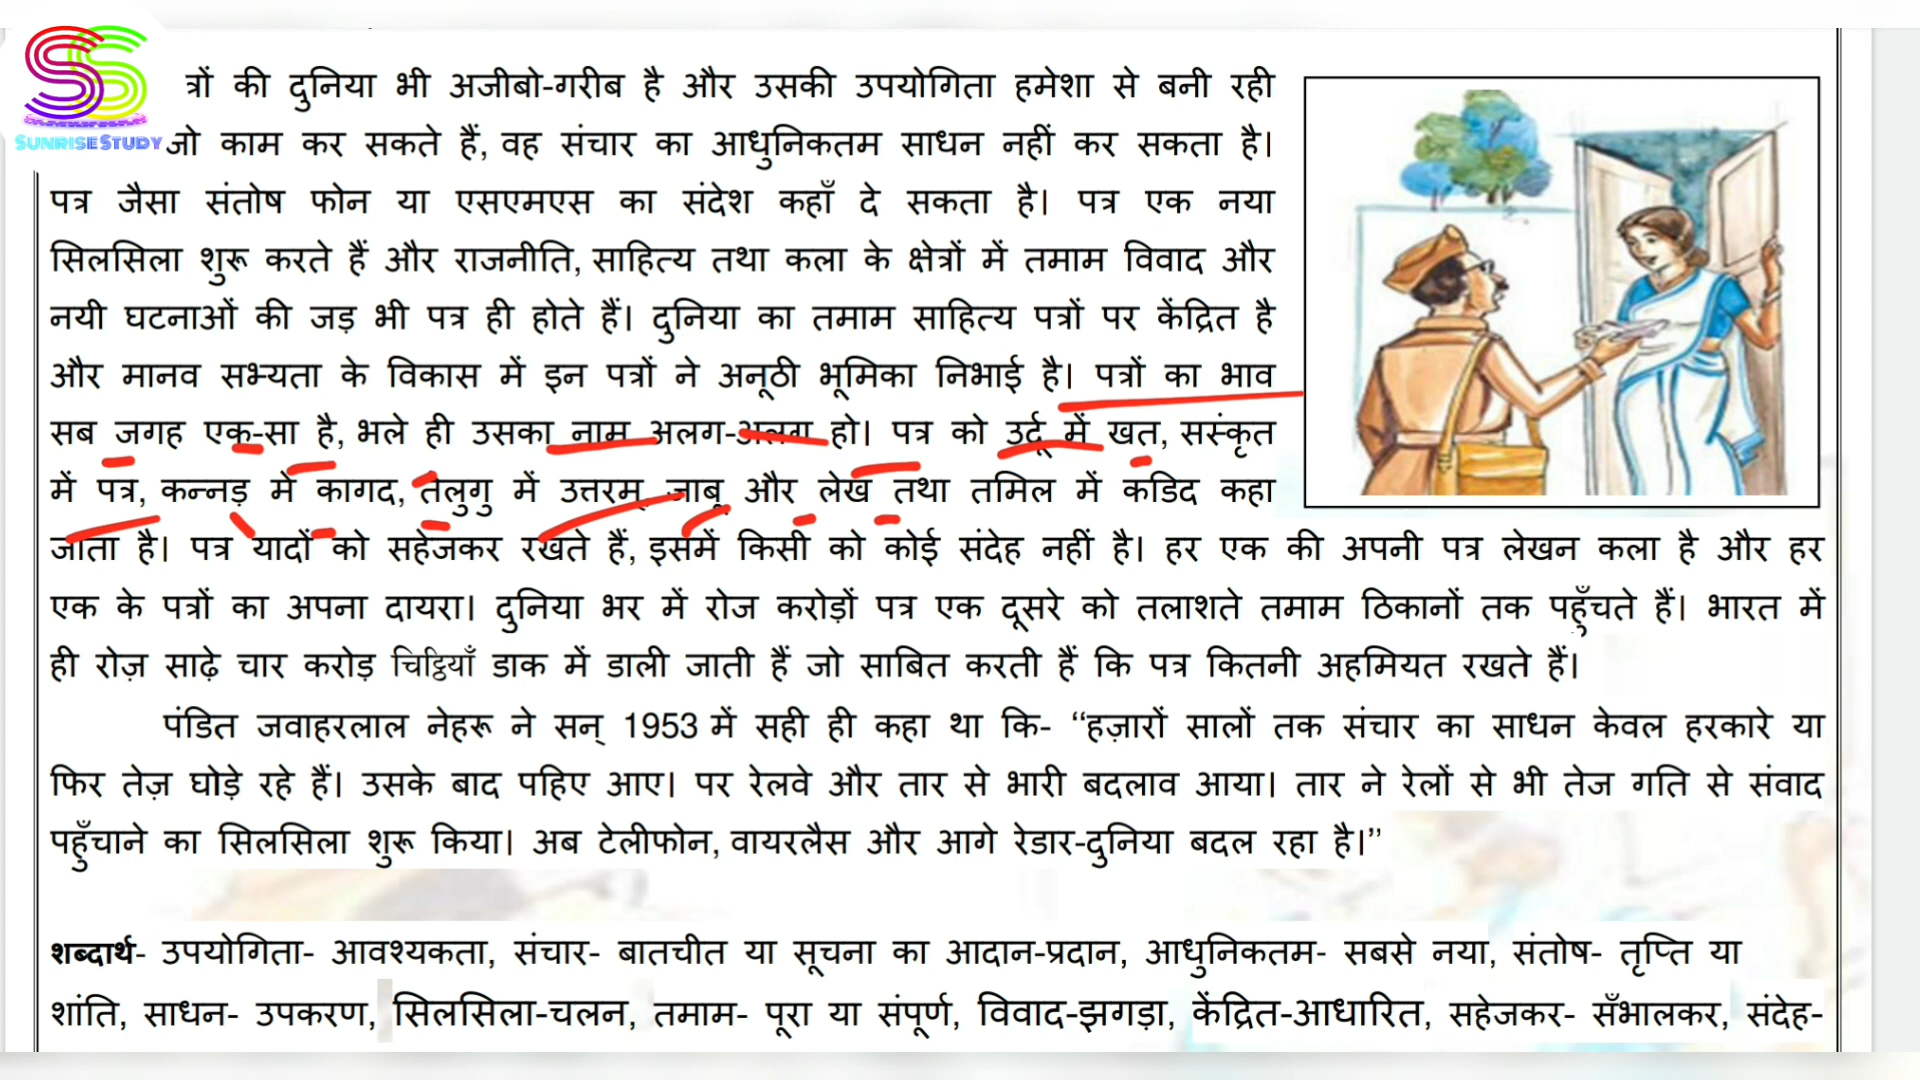 SUNRISESTUDY
त्रों की दुनिया भी अजीबो-गरीब है और उसकी उपयोगिता हमेशा से बनी रही
जो काम कर सकते हैं, वह संचार का आधुनिकतम साधन नहीं कर सकता है।
पत्र जैसा संतोष फोन या एसएमएस का संदेश कहाँ दे सकता है। पत्र एक नया
सिलसिला शुरू करते हैं और राजनीति, साहित्य तथा कला के क्षेत्रों में तमाम विवाद और
नयी घटनाओं की जड़ भी पत्र ही होते हैं। दुनिया का तमाम साहित्य पत्रों पर केंद्रित है
और मानव सभ्यता के विकास में इन पत्रों ने अनूठी भूमिका निभाई है। पत्रों का भाव
सब जगह एक-सा है, भले ही उसका नाम अलग-अलग हो। पत्र को उर्दू में खत, सस्ंकृत
में पत्र, कन्नड़ में कागद, तेलुगु में उत्तरम्, जाबू और लेख तथा तमिल में कडिद कहा
जाता है। पत्र यादों को सहेजकर रखते हैं, इसमें किसी को कोई संदेह नहीं है। हर एक की अपनी पत्र लेखन कला है और हर
एक के पत्रों का अपना दायरा। दुनिया भर में रोज करोड़ों पत्र एक दूसरे को तलाशते तमाम ठिकानों तक पहुँचते हैं। भारत में
ही रोज़ साढ़े चार करोड़ चिट्ठियाँ डाक में डाली जाती हैं जो साबित करती हैं कि पत्र कितनी अहमियत रखते हैं।
पंडित जवाहरलाल नेहरू ने सन् 1953 में सही ही कहा था कि- “हज़ारों सालों तक संचार का साधन केवल हरकारे या
फिर तेज़ घोड़े रहे हैं। उसके बाद पहिए आए। पर रेलवे और तार से भारी बदलाव आया। तार ने रेलों से भी तेज गति से संवाद
पहुँचाने का सिलसिला शुरू किया। अब टेलीफोन, वायरलैस और आगे रेडार-दुनिया बदल रहा है।”
शब्दार्थ- उपयोगिता- आवश्यकता, संचार- बातचीत या सूचना का आदान-प्रदान, आधुनिकतम- सबसे नया, संतोष- तृप्ति या
शांति, साधन- उपकरण, सिलसिला-चलन, तमाम- पूरा या संपूर्ण, विवाद-झगड़ा, केंद्रित-आधारित, सहेजकर- सँभालकर, संदेह-